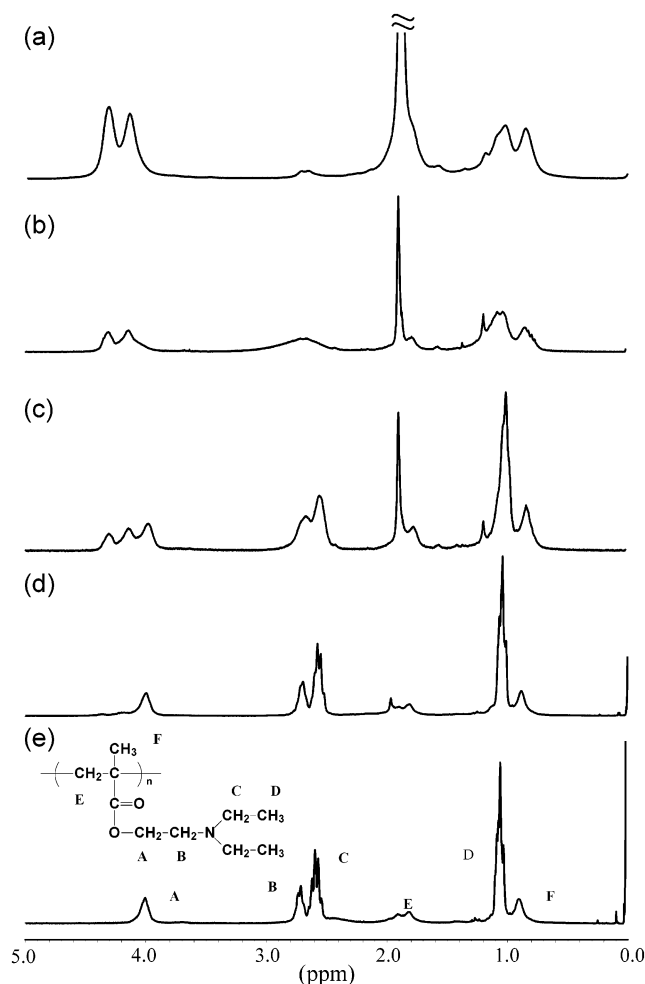 (a)
(b)
(c)
(d)
(e)
CH₃ F
CH₂ C n
E C=O C D
CH₂-CH₃
O-CH₂-CH₂-N
CH₂-CH₃
A B
C D
B
A E F
5.0 4.0 3.0 2.0 1.0 0.0
(ppm)